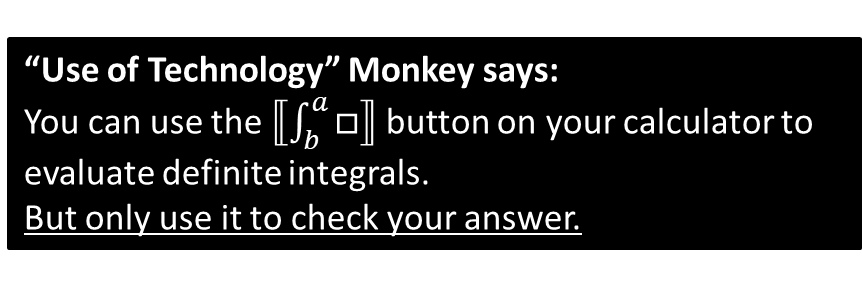 “Use of Technology” Monkey says:
You can use the ⟦∫ₐᵇ □⟧ button on your calculator to
evaluate definite integrals.
But only use it to check your answer.